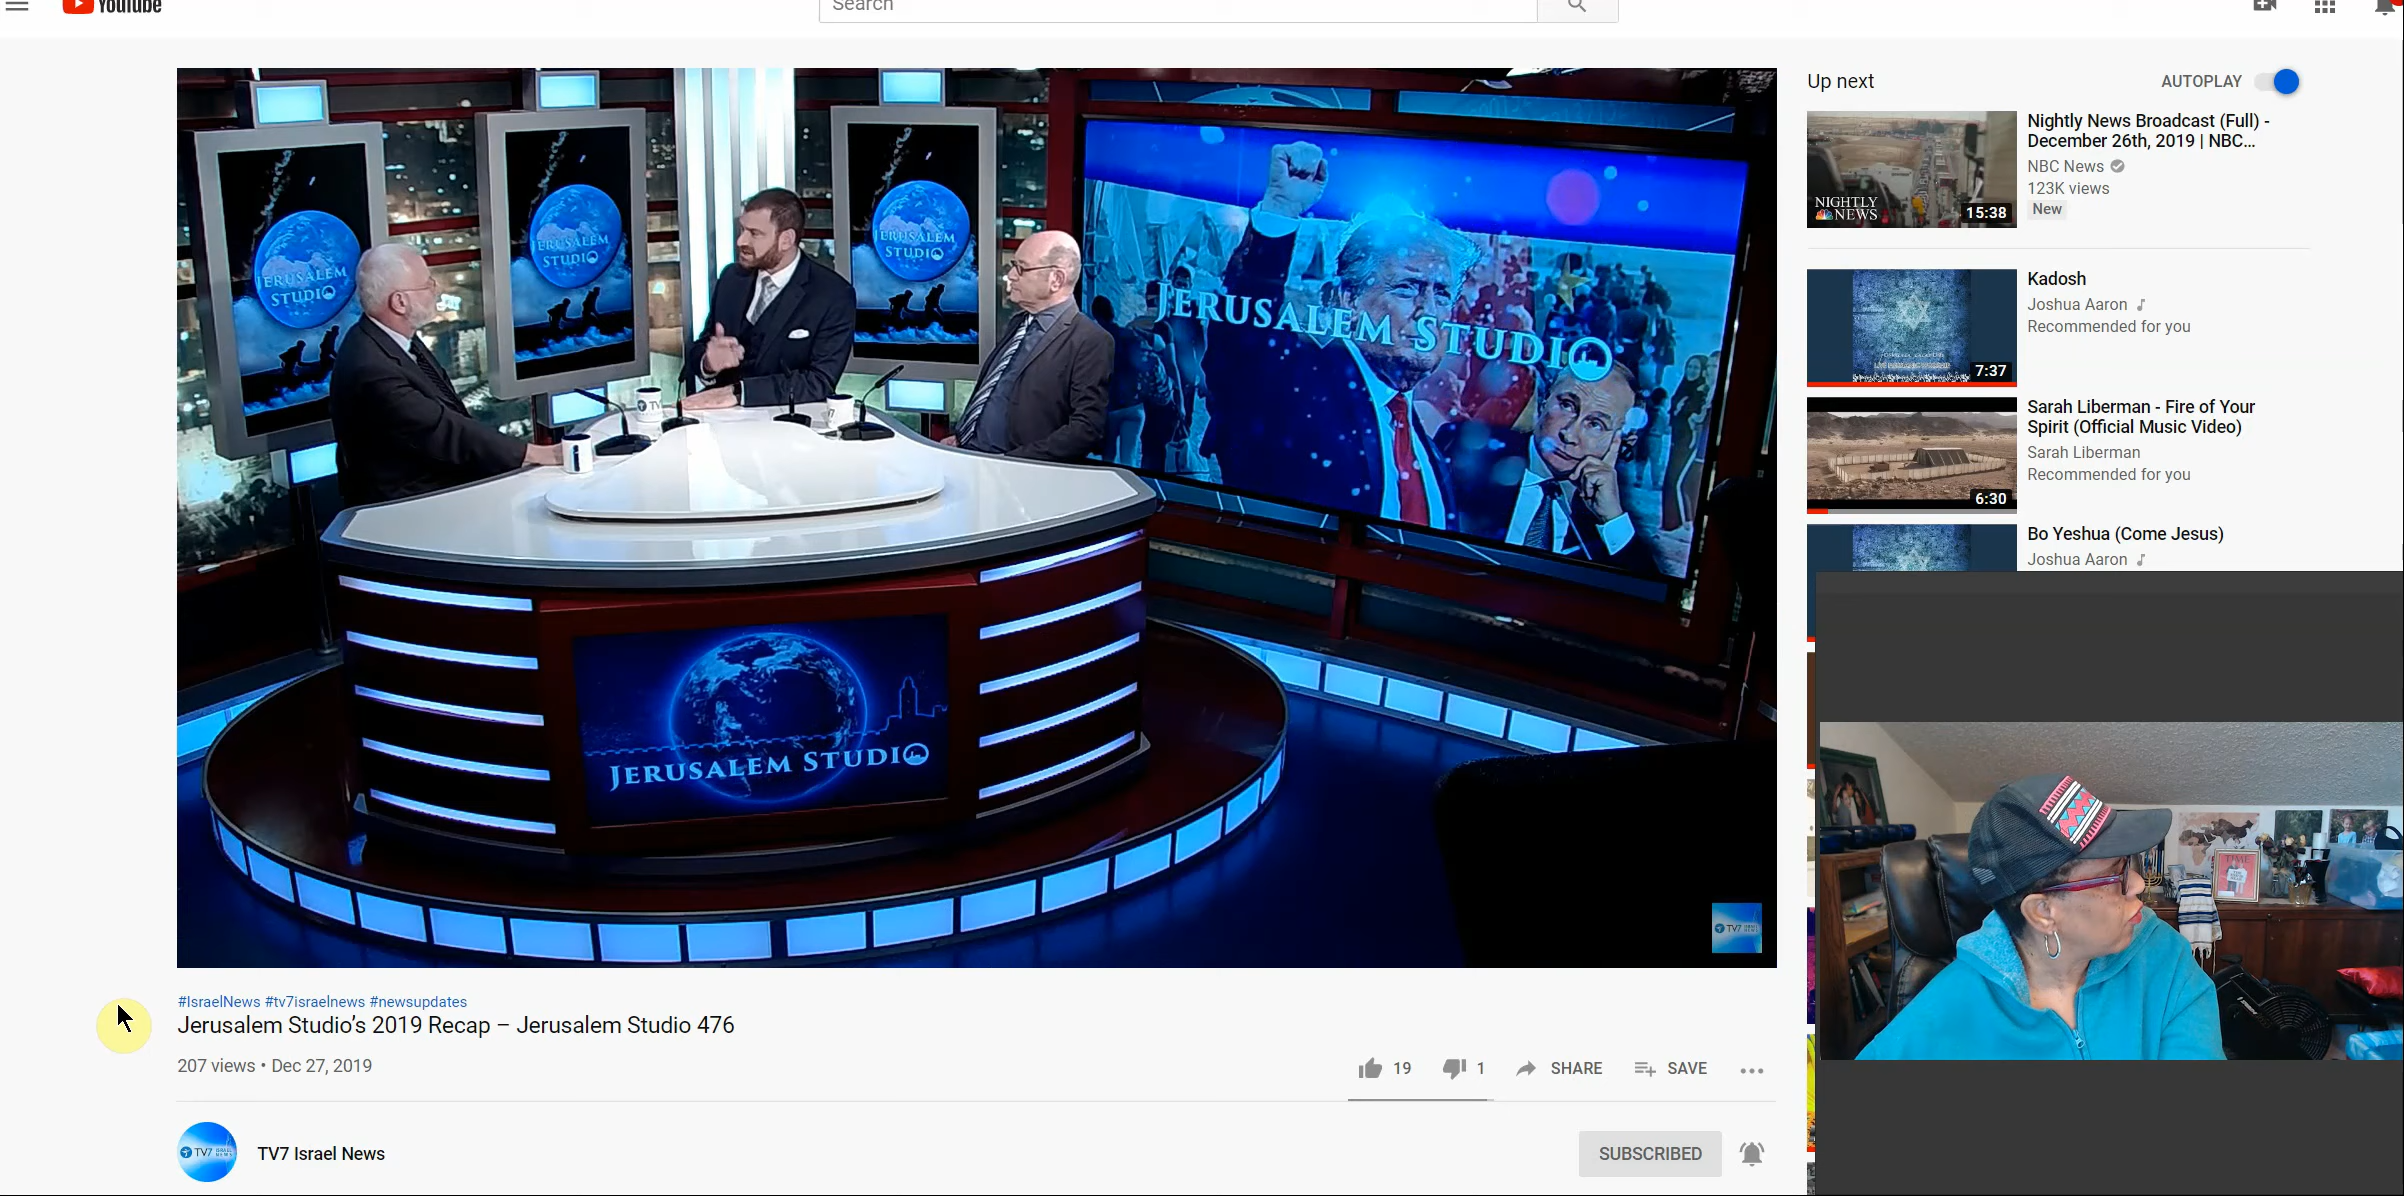 YouTube
Search
JERUSALEM STUDIO
JERUSALEM
STUDIO
JERUSALEM
STUDIO
JERUSALEM
STUDIO
JERUSALEM STUDIO
TV7
#IsraelNews #tv7israelnews #newsupdates
Jerusalem Studio’s 2019 Recap – Jerusalem Studio 476
207 views • Dec 27, 2019
19
1
SHARE
SAVE
TV7
TV7 Israel News
SUBSCRIBED
Up next
AUTOPLAY
NIGHTLY
NEWS
15:38
Nightly News Broadcast (Full) -
December 26th, 2019 | NBC...
NBC News
123K views
New
7:37
Kadosh
Joshua Aaron
Recommended for you
6:30
Sarah Liberman - Fire of Your
Spirit (Official Music Video)
Sarah Liberman
Recommended for you
Bo Yeshua (Come Jesus)
Joshua Aaron
TIME